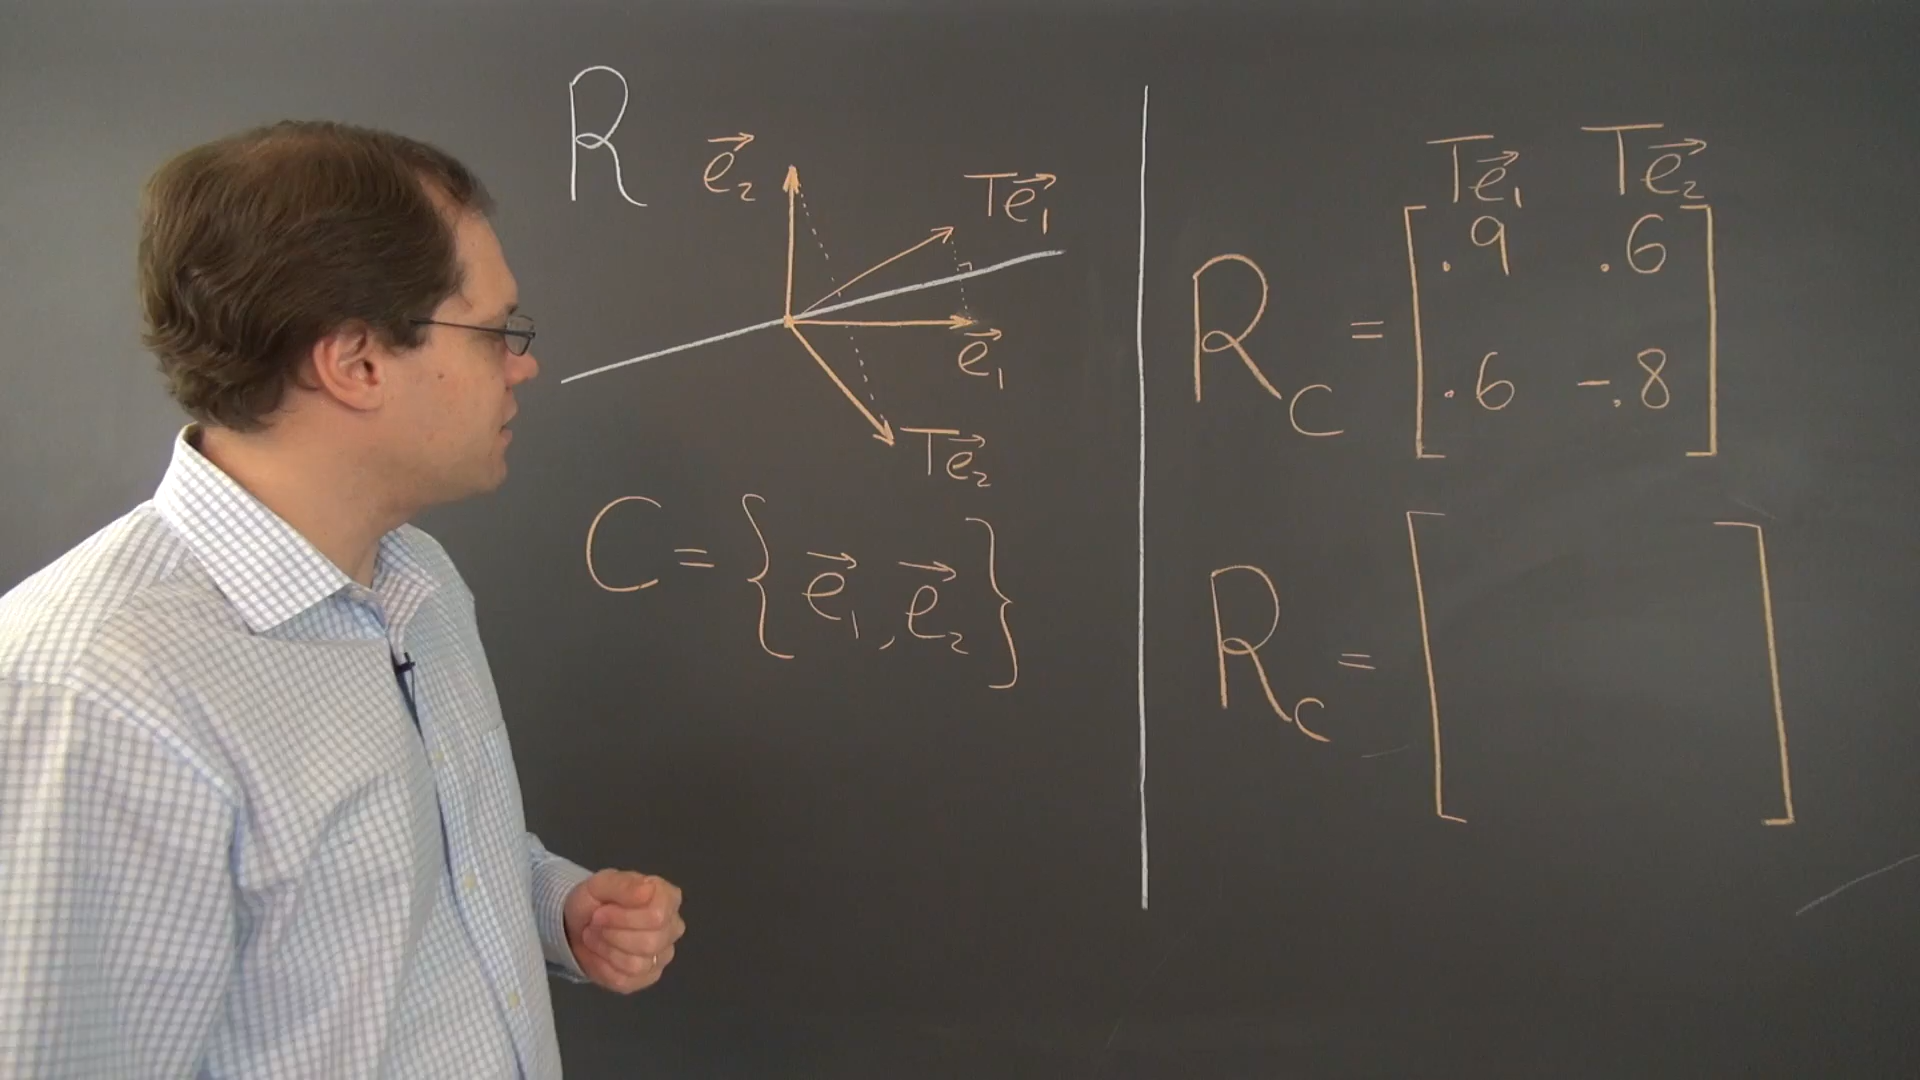 R
e⃗₂
Te⃗₁
e⃗₁
Te⃗₂
C = {e⃗₁, e⃗₂}
Te⃗₁ Te⃗₂
R_C = [.9 .6
.6 -.8]
R_C = [ ]